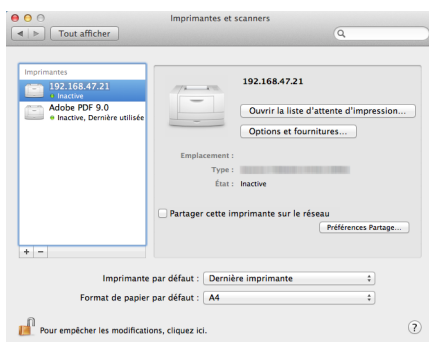 Imprimantes et scanners
Tout afficher
Imprimantes
192.168.47.21
Inactive
Adobe PDF 9.0
Inactive, Dernière utilisée
192.168.47.21
Ouvrir la liste d'attente d'impression...
Options et fournitures...
Emplacement :
Type :
État : Inactive
Partager cette imprimante sur le réseau
Préférences Partage...
+ −
Imprimante par défaut : Dernière imprimante
Format de papier par défaut : A4
Pour empêcher les modifications, cliquez ici.
?